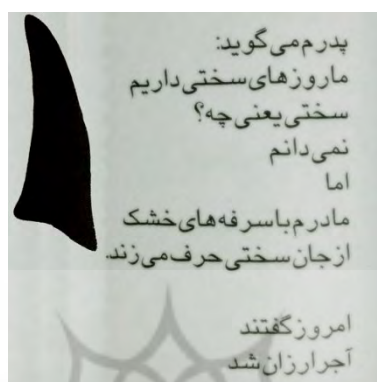 پدرم می‌گوید:
ما روزهای سختی داریم
سختی یعنی چه؟
نمی‌دانم
اما
مادرم با سرفه‌های خشک
از جان سختی حرف می‌زند.
امروز گفتند
آجر ارزان شد